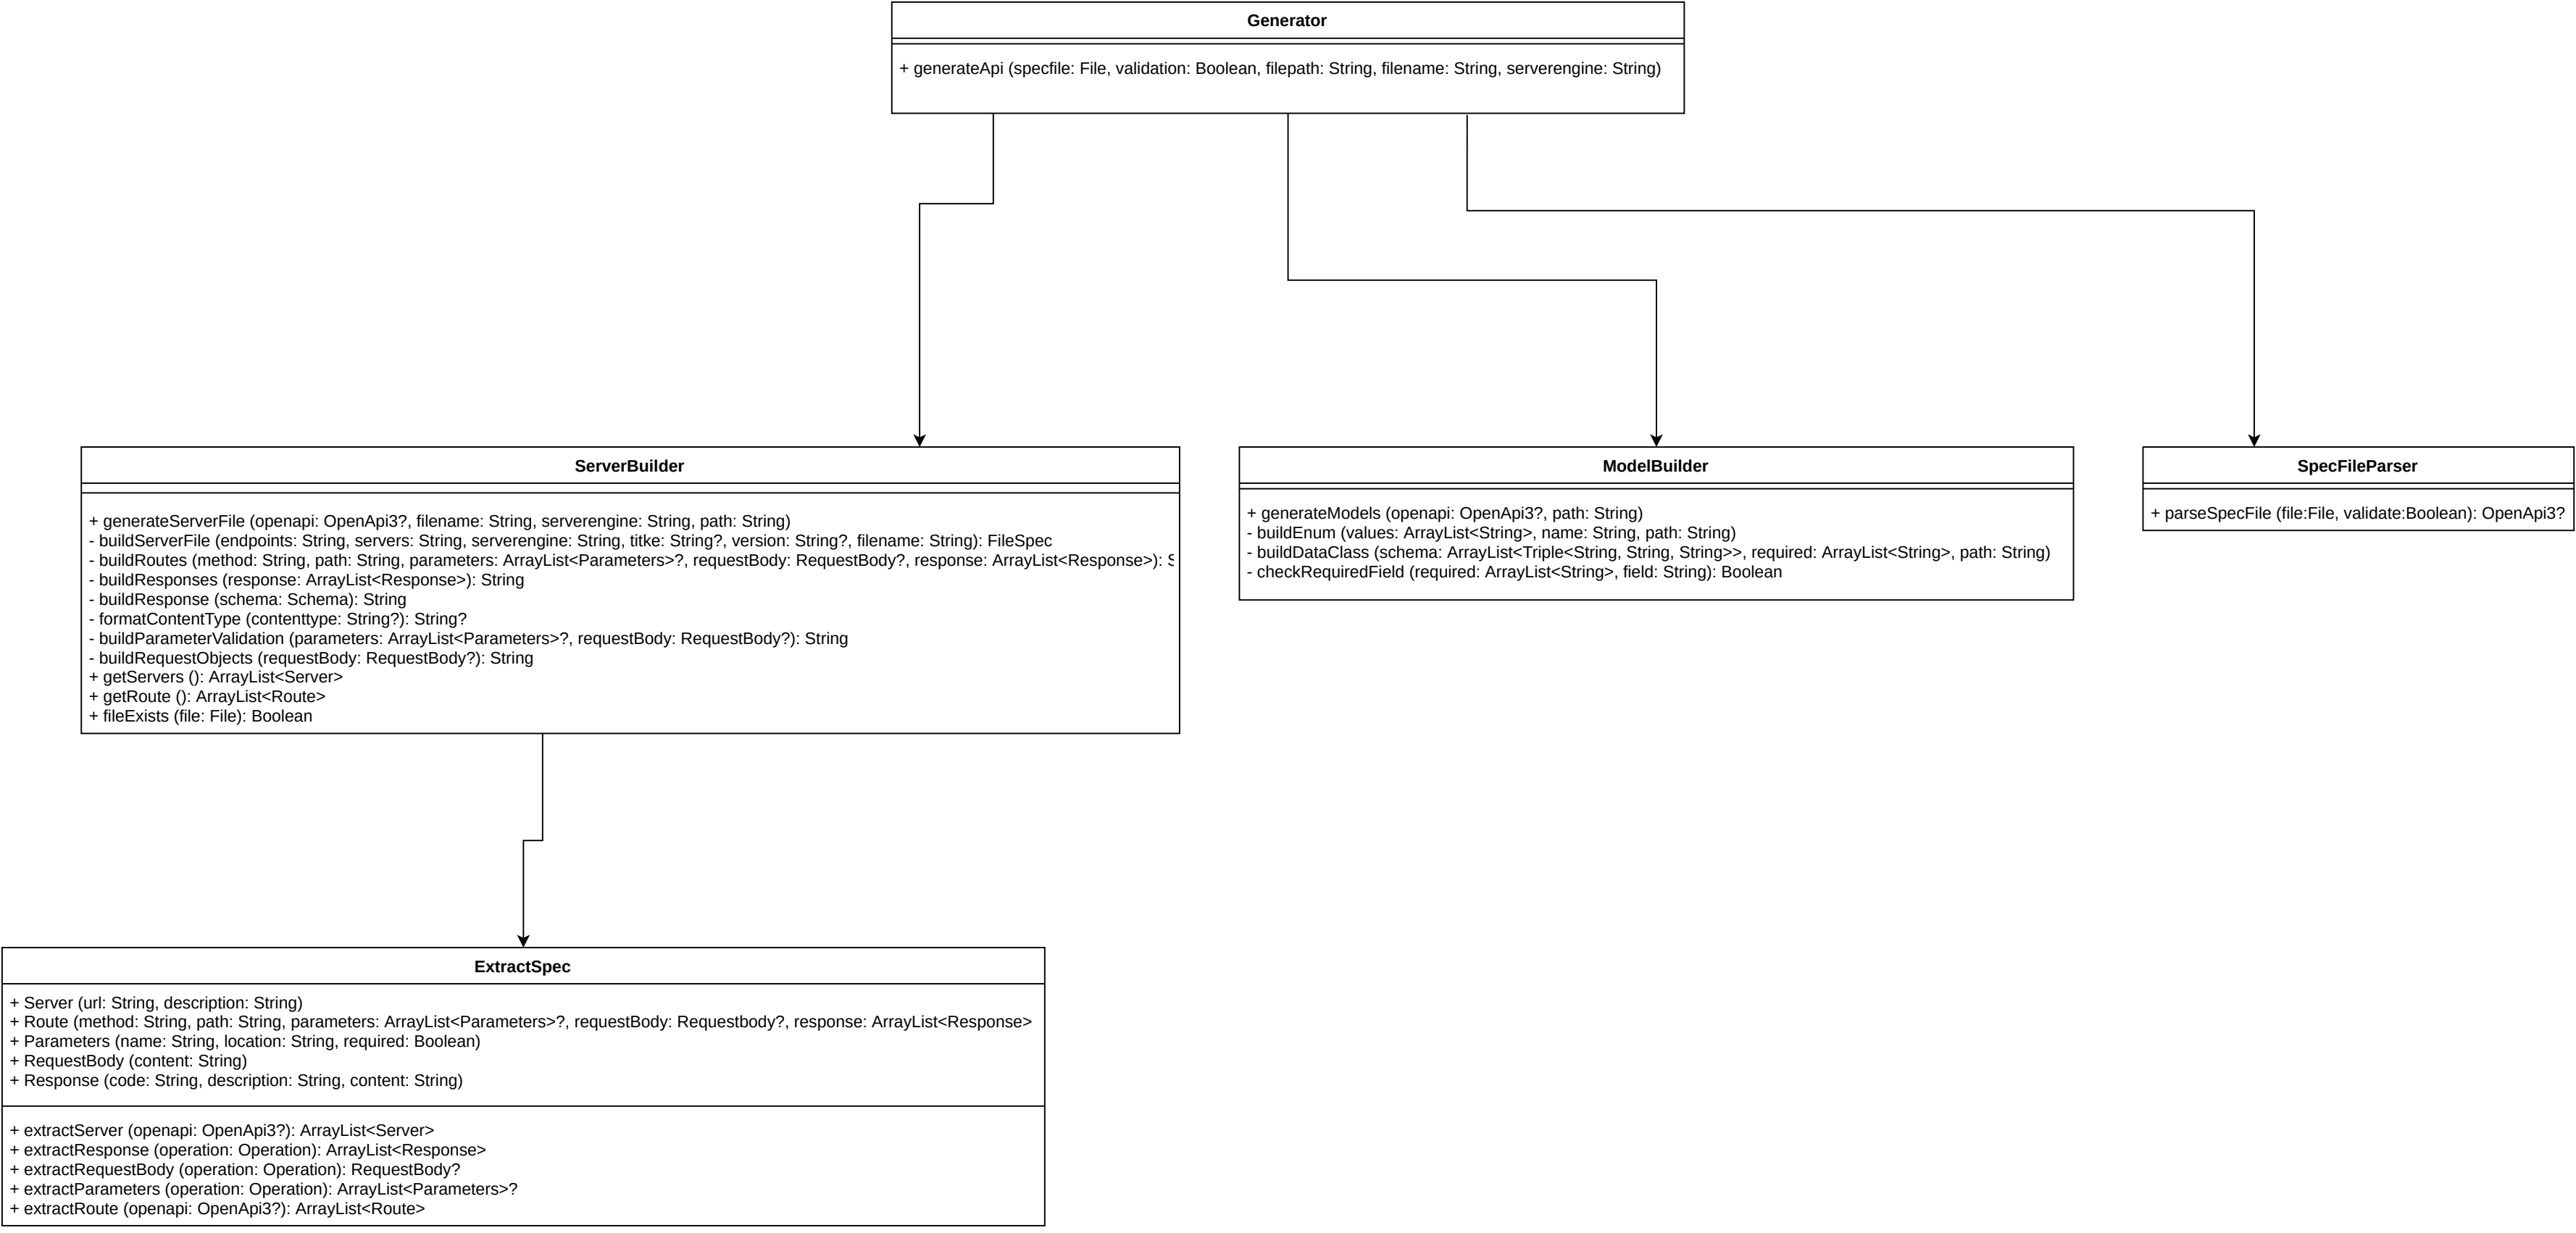 Generator
+ generateApi (specfile: File, validation: Boolean, filepath: String, filename: String, serverengine: String)
ServerBuilder
+ generateServerFile (openapi: OpenApi3?, filename: String, serverengine: String, path: String)
- buildServerFile (endpoints: String, servers: String, serverengine: String, titke: String?, version: String?, filename: String): FileSpec
- buildRoutes (method: String, path: String, parameters: ArrayList<Parameters>?, requestBody: RequestBody?, response: ArrayList<Response>): S
- buildResponses (response: ArrayList<Response>): String
- buildResponse (schema: Schema): String
- formatContentType (contenttype: String?): String?
- buildParameterValidation (parameters: ArrayList<Parameters>?, requestBody: RequestBody?): String
- buildRequestObjects (requestBody: RequestBody?): String
+ getServers (): ArrayList<Server>
+ getRoute (): ArrayList<Route>
+ fileExists (file: File): Boolean
ModelBuilder
+ generateModels (openapi: OpenApi3?, path: String)
- buildEnum (values: ArrayList<String>, name: String, path: String)
- buildDataClass (schema: ArrayList<Triple<String, String, String>>, required: ArrayList<String>, path: String)
- checkRequiredField (required: ArrayList<String>, field: String): Boolean
SpecFileParser
+ parseSpecFile (file:File, validate:Boolean): OpenApi3?
ExtractSpec
+ Server (url: String, description: String)
+ Route (method: String, path: String, parameters: ArrayList<Parameters>?, requestBody: Requestbody?, response: ArrayList<Response>
+ Parameters (name: String, location: String, required: Boolean)
+ RequestBody (content: String)
+ Response (code: String, description: String, content: String)
+ extractServer (openapi: OpenApi3?): ArrayList<Server>
+ extractResponse (operation: Operation): ArrayList<Response>
+ extractRequestBody (operation: Operation): RequestBody?
+ extractParameters (operation: Operation): ArrayList<Parameters>?
+ extractRoute (openapi: OpenApi3?): ArrayList<Route>